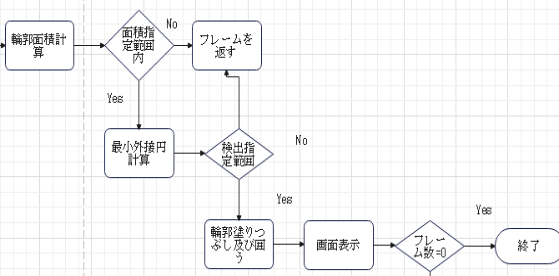 輪郭面積計
算
面積指
定範囲
内
No
フレームを
返す
Yes
最小外接円
計算
検出指
定範囲
No
Yes
輪郭塗りつ
ぶし及び囲
う
画面表示
フレー
ム数=0
Yes
終了